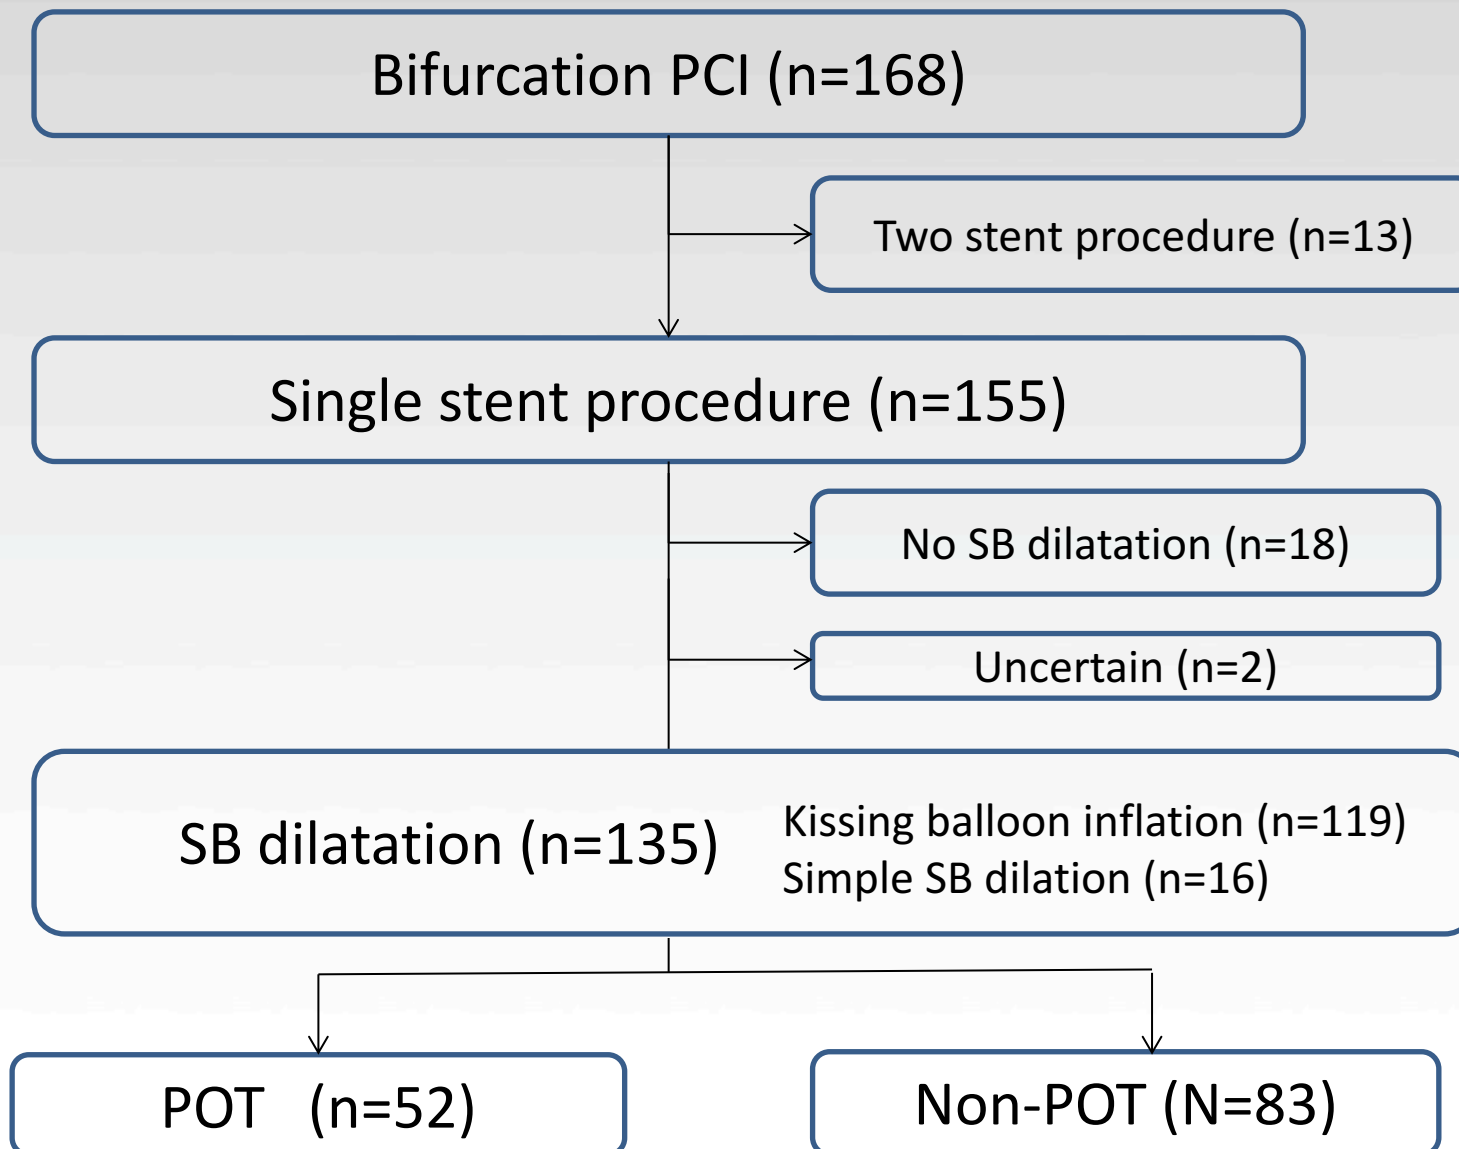 Bifurcation PCI (n=168)
Two stent procedure (n=13)
Single stent procedure (n=155)
No SB dilatation (n=18)
Uncertain (n=2)
SB dilatation (n=135)
Kissing balloon inflation (n=119)
Simple SB dilation (n=16)
POT (n=52)
Non-POT (N=83)